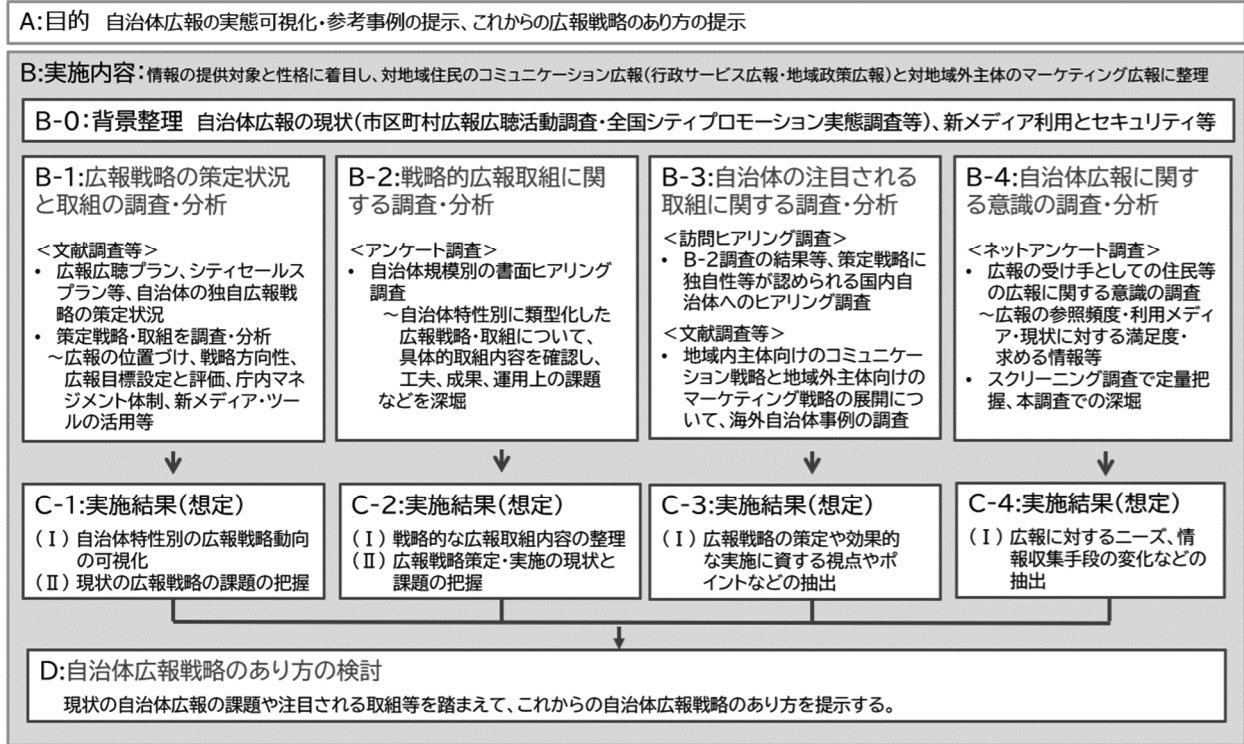 A:目的 自治体広報の実態可視化・参考事例の提示、これからの広報戦略のあり方の提示
B:実施内容:情報の提供対象と性格に着目し、対地域住民のコミュニケーション広報(行政サービス広報・地域政策広報)と対地域外主体のマーケティング広報に整理
B-0:背景整理 自治体広報の現状(市区町村広報広聴活動調査・全国シティプロモーション実態調査等)、新メディア利用とセキュリティ等
B-1:広報戦略の策定状況
と取組の調査・分析
<文献調査等>
• 広報広聴プラン、シティセールス
プラン等、自治体の独自広報戦
略の策定状況
• 策定戦略・取組を調査・分析
～広報の位置づけ、戦略方向性、
広報目標設定と評価、庁内マネ
ジメント体制、新メディア・ツー
ルの活用等
B-2:戦略的広報取組に関
する調査・分析
<アンケート調査>
• 自治体規模別の書面ヒアリング
調査
～自治体特性別に類型化した
広報戦略・取組について、
具体的取組内容を確認し、
工夫、成果、運用上の課題
などを深堀
B-3:自治体の注目される
取組に関する調査・分析
<訪問ヒアリング調査>
• B-2調査の結果等、策定戦略に
独自性等が認められる国内自
治体へのヒアリング調査
<文献調査等>
• 地域内主体向けのコミュニケー
ション戦略と地域外主体向けの
マーケティング戦略の展開につ
いて、海外自治体事例の調査
B-4:自治体広報に関す
る意識の調査・分析
<ネットアンケート調査>
• 広報の受け手としての住民等
の広報に関する意識の調査
～広報の参照頻度・利用メディ
ア・現状に対する満足度・
求める情報等
• スクリーニング調査で定量把
握、本調査での深堀
C-1:実施結果(想定)
(Ⅰ)自治体特性別の広報戦略動向
の可視化
(Ⅱ)現状の広報戦略の課題の把握
C-2:実施結果(想定)
(Ⅰ)戦略的な広報取組内容の整理
(Ⅱ)広報戦略策定・実施の現状と
課題の把握
C-3:実施結果(想定)
(Ⅰ)広報戦略の策定や効果的
な実施に資する視点やポ
イントなどの抽出
C-4:実施結果(想定)
(Ⅰ)広報に対するニーズ、情
報収集手段の変化などの
抽出
D:自治体広報戦略のあり方の検討
現状の自治体広報の課題や注目される取組等を踏まえて、これからの自治体広報戦略のあり方を提示する。